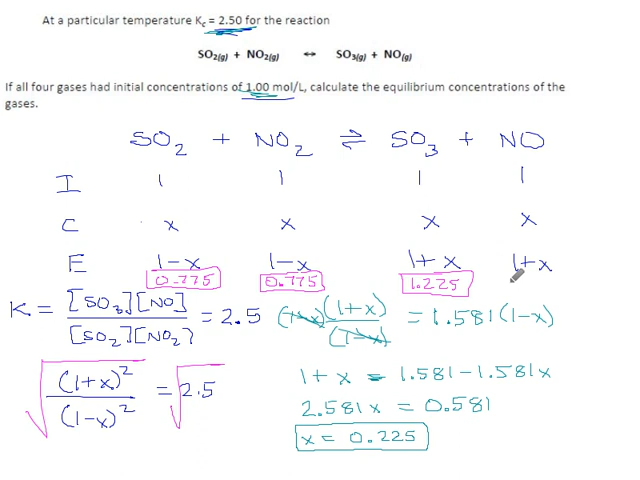 At a particular temperature Kc = 2.50 for the reaction
SO2(g) + NO2(g) ↔ SO3(g) + NO(g)
If all four gases had initial concentrations of 1.00 mol/L, calculate the equilibrium concentrations of the
gases.
SO2 + NO2 ⇌ SO3 + NO
I 1 1 1 1
C x x x x
E 1-x 1-x 1+x 1+x
0.775 0.775 1.225
K = [SO3][NO] / [SO2][NO2] = 2.5
√((1+x)² / (1-x)²) = √2.5
(1-x) (1+x) / (1-x) = 1.581(1-x)
1+x = 1.581-1.581x
2.581x = 0.581
x = 0.225